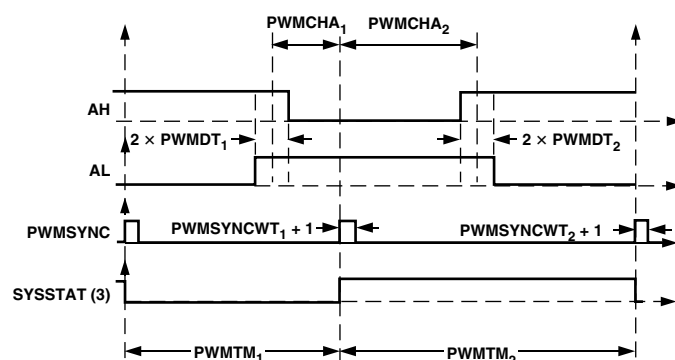 PWMCHA₁ PWMCHA₂
AH
2 × PWMDT₁ 2 × PWMDT₂
AL
PWMSYNC PWMSYNCWT₁ + 1 PWMSYNCWT₂ + 1
SYSSTAT (3)
PWMTM₁ PWMTM₂